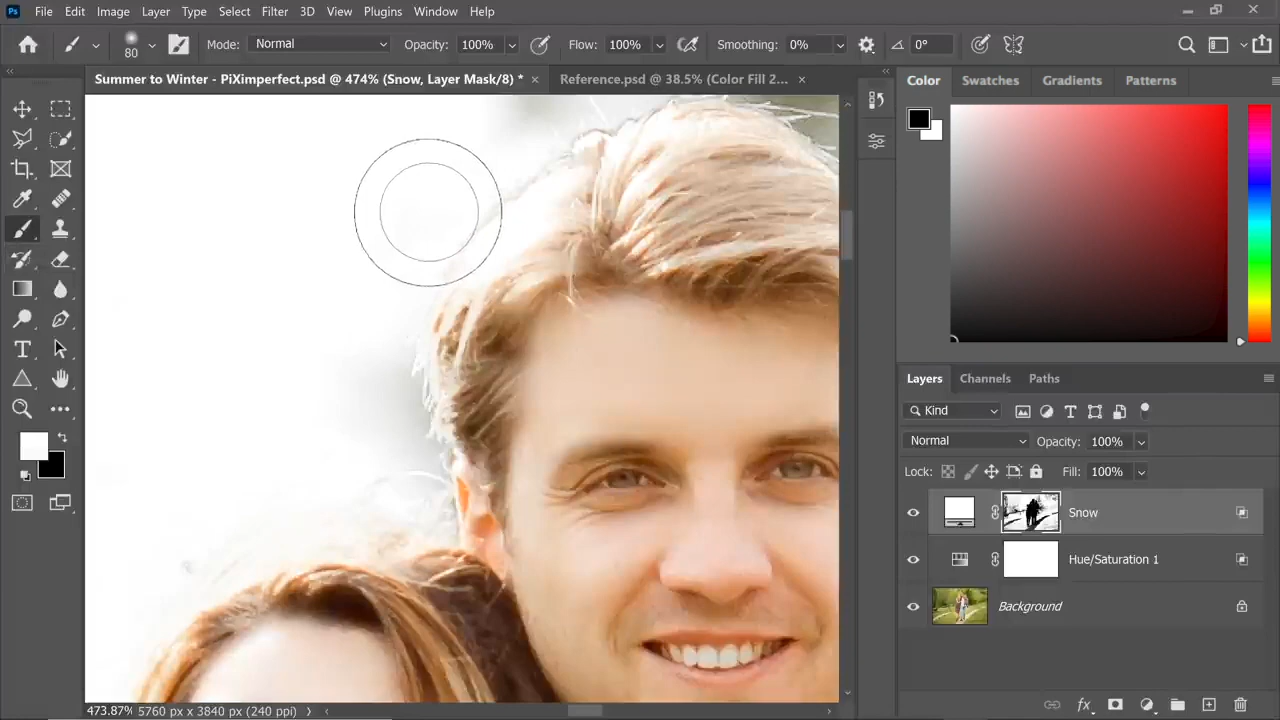 Ps File Edit Image Layer Type Select Filter 3D View Plugins Window Help
80 Mode: Normal Opacity: 100% Flow: 100% Smoothing: 0% 0°
Summer to Winter - PiXimperfect.psd @ 474% (Snow, Layer Mask/8) * Reference.psd @ 38.5% (Color Fill 2...
Color Swatches Gradients Patterns
Layers Channels Paths
Kind
Normal Opacity: 100%
Lock: Fill: 100%
Snow
Hue/Saturation 1
Background
473.87% 5760 px x 3840 px (240 ppi)